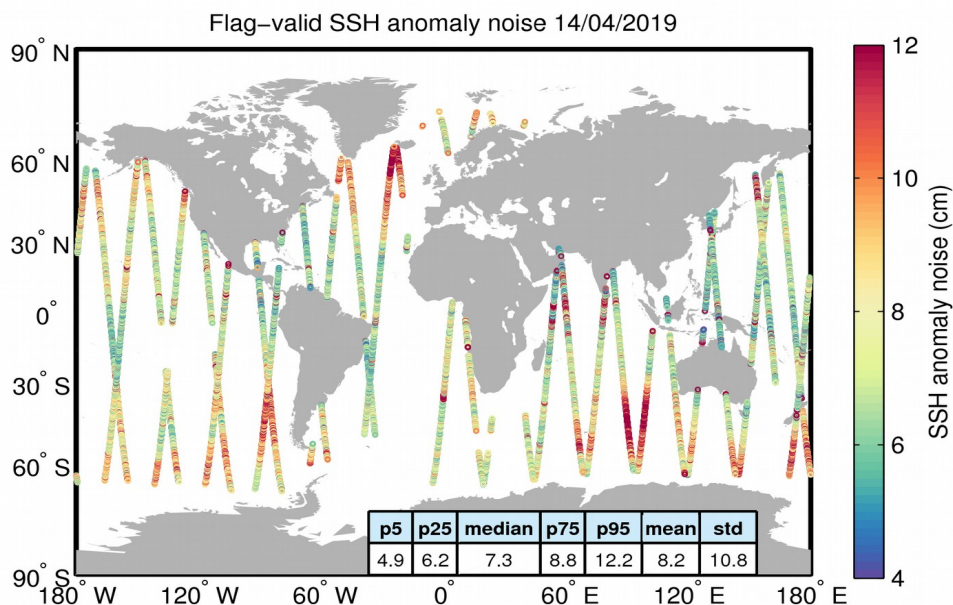 Flag−valid SSH anomaly noise 14/04/2019
90° N
60° N
30° N
0°
30° S
60° S
90° S
180° W
120° W
60° W
0°
60° E
120° E
180° E
p5 p25 median p75 p95 mean std
4.9 6.2 7.3 8.8 12.2 8.2 10.8
12
10
8
6
4
SSH anomaly noise (cm)